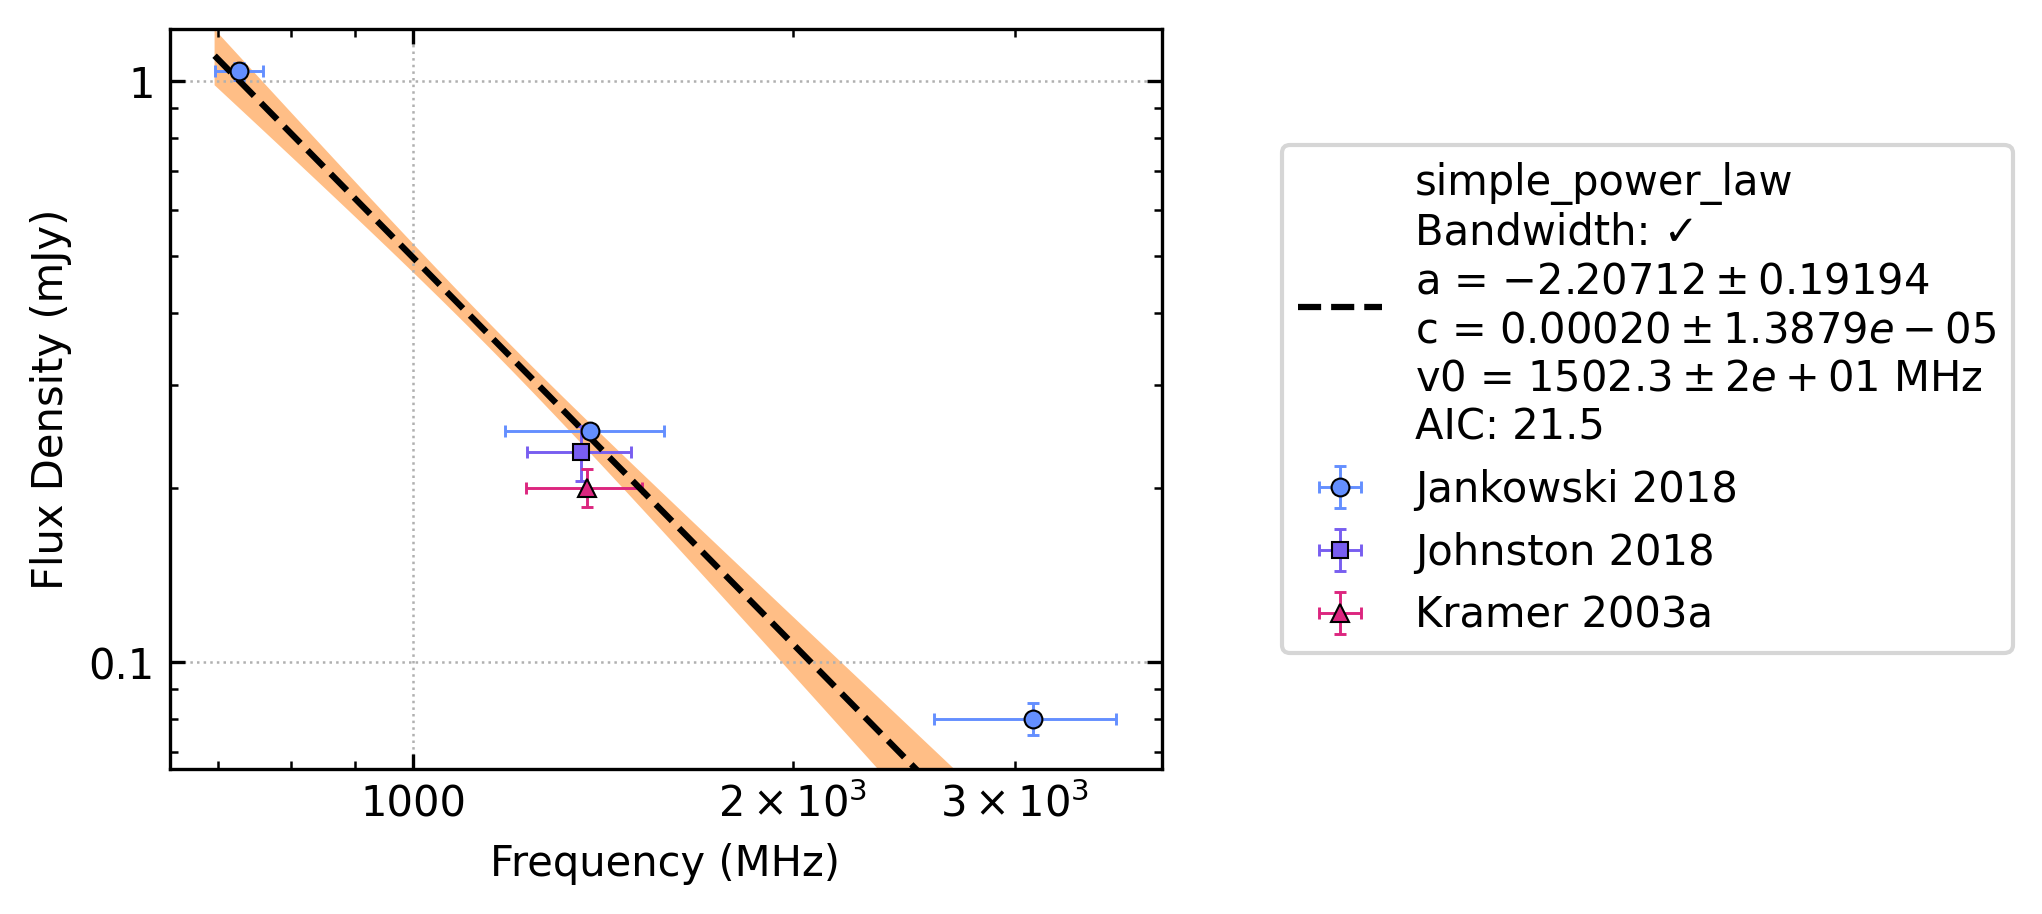 1
0.1
Flux Density (mJy)
1000
2 × 10³
3 × 10³
Frequency (MHz)
simple_power_law
Bandwidth: ✓
a = −2.20712 ± 0.19194
c = 0.00020 ± 1.3879e − 05
v0 = 1502.3 ± 2e + 01 MHz
AIC: 21.5
Jankowski 2018
Johnston 2018
Kramer 2003a